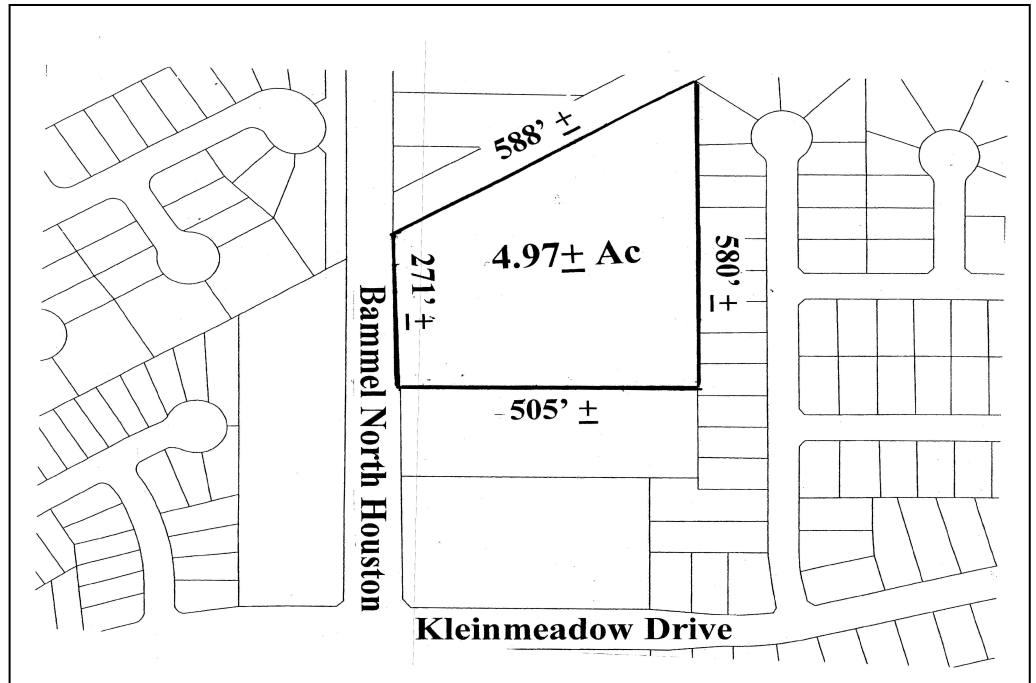 588' ±
4.97± Ac
271' ±
580' ±
505' ±
Bammel North Houston
Kleinmeadow Drive